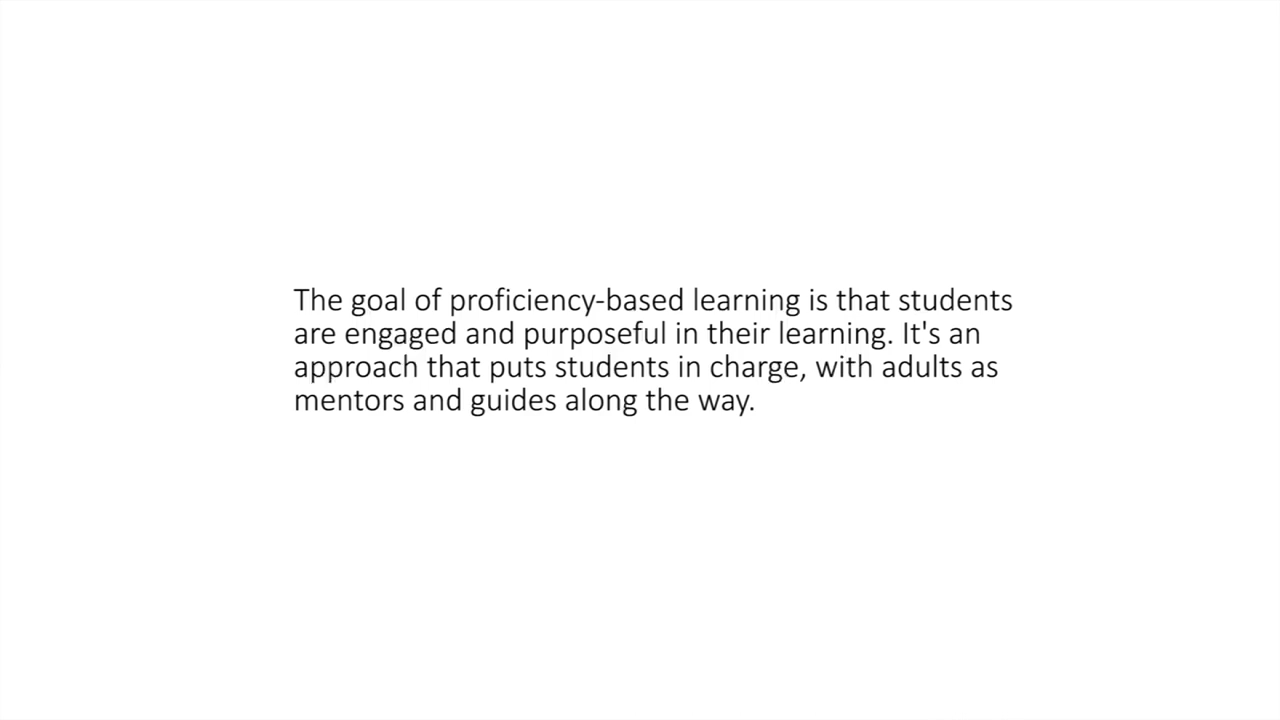 The goal of proficiency-based learning is that students
are engaged and purposeful in their learning. It's an
approach that puts students in charge, with adults as
mentors and guides along the way.